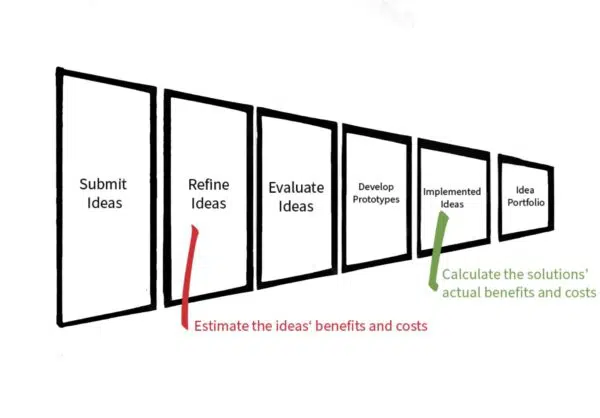 Submit
Ideas
Refine
Ideas
Evaluate
Ideas
Develop
Prototypes
Implemented
Ideas
Idea
Portfolio
Calculate the solutions'
actual benefits and costs
Estimate the ideas' benefits and costs